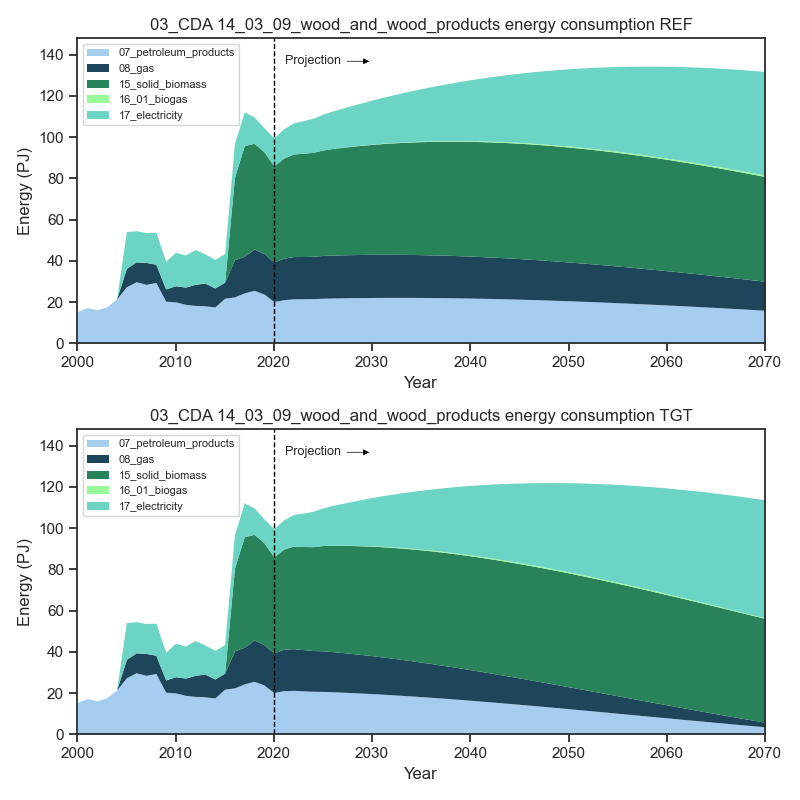 03_CDA 14_03_09_wood_and_wood_products energy consumption REF
140
120
100
80
60
40
20
0
Energy (PJ)
07_petroleum_products
08_gas
15_solid_biomass
16_01_biogas
17_electricity
Projection
2000 2010 2020 2030 2040 2050 2060 2070
Year
03_CDA 14_03_09_wood_and_wood_products energy consumption TGT
140
120
100
80
60
40
20
0
Energy (PJ)
07_petroleum_products
08_gas
15_solid_biomass
16_01_biogas
17_electricity
Projection
2000 2010 2020 2030 2040 2050 2060 2070
Year